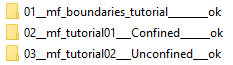 01__mf_boundaries_tutorial_______ok
02__mf_tutorial01___Confined_____ok
03__mf_tutorial02___Unconfined___ok